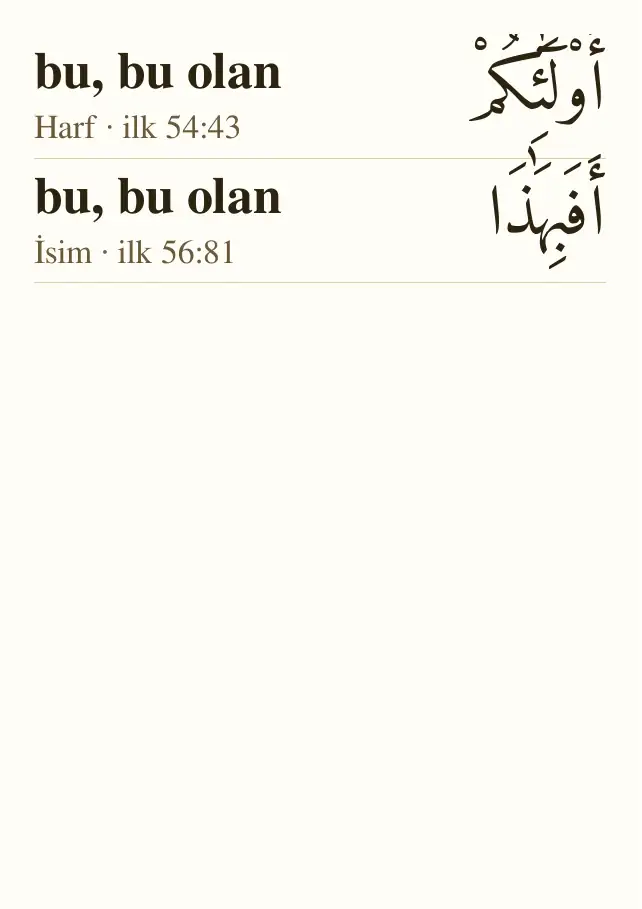 bu, bu olan
أُو۟لَٰٓئِكُمْ
Harf · ilk 54:43
bu, bu olan
أَفَبِهَٰذَا
İsim · ilk 56:81